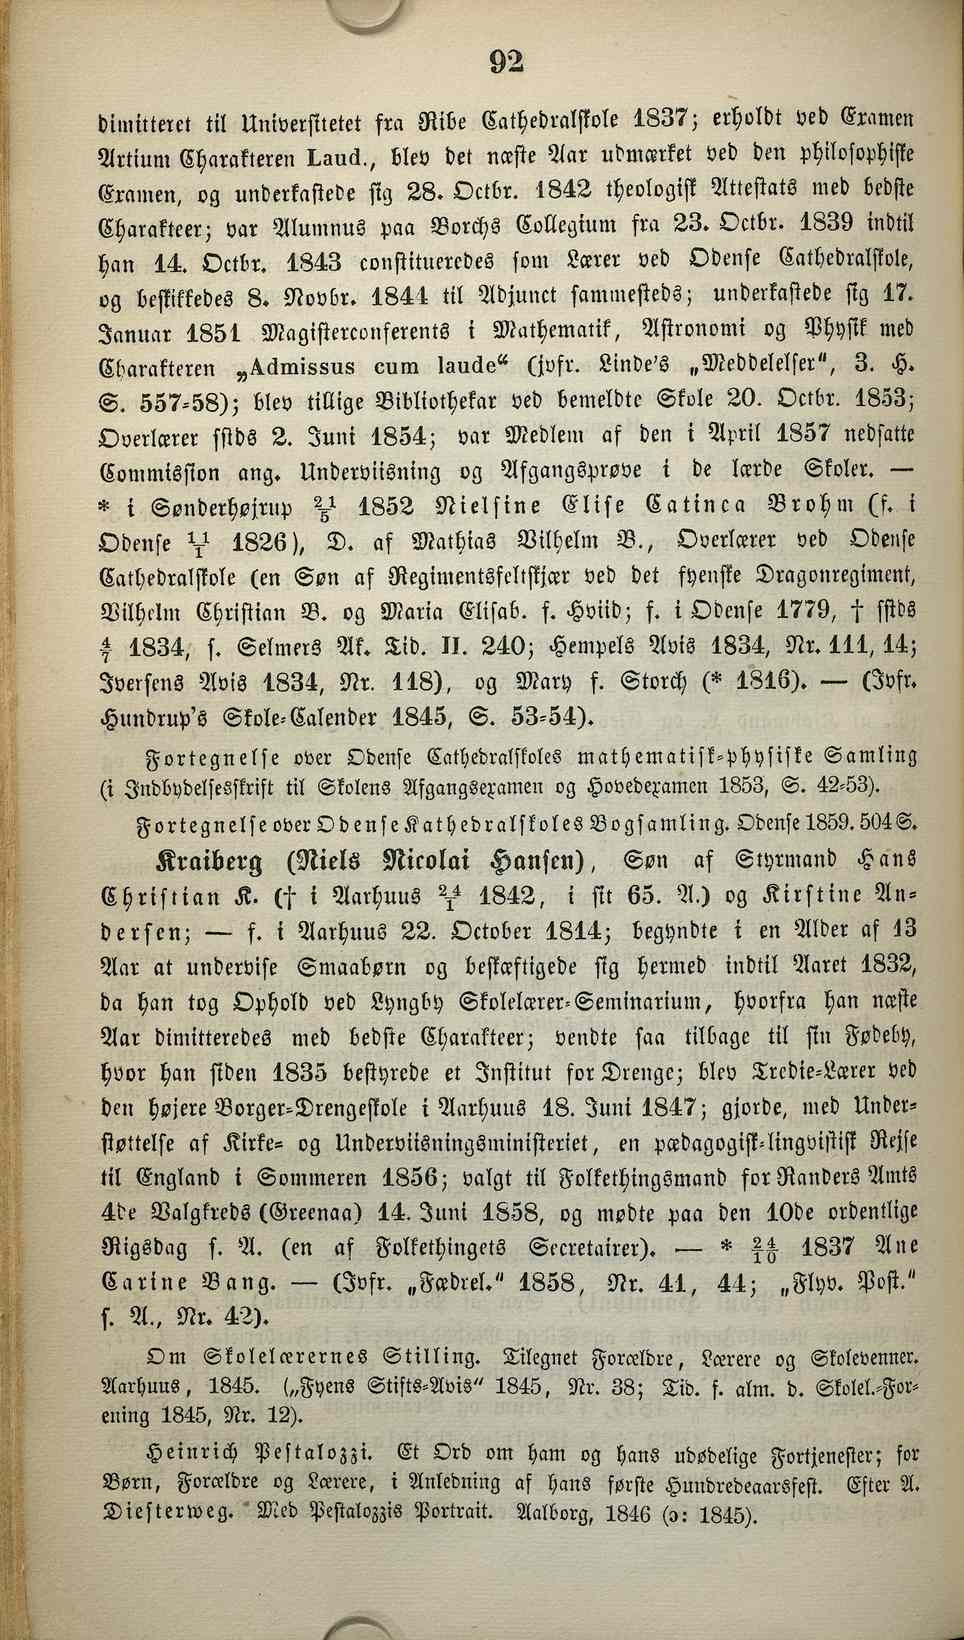 92
dimitteret til Universitetet fra Ribe Cathedralskole 1837; erholdt ved Examen
Artium Charakteren Laud., blev det næste Aar udmærket ved den philosophiske
Examen, og underkastede sig 28. Octbr. 1842 theologisk Attestats med bedste
Charakteer; var Alumnus paa Borchs Collegium fra 23. Octbr. 1839 indtil
han 14. Octbr. 1843 constitueredes som Lærer ved Odense Cathedralskole,
og beskikkedes 8. Novbr. 1844 til Adjunct sammesteds; underkastede sig 17.
Januar 1851 Magisterconferents i Mathematik, Astronomi og Physik med
Charakteren „Admissus cum laude“ (jvfr. Linde's „Meddelelser“, 3. H.
S. 557-58); blev tillige Bibliothekar ved bemeldte Skole 20. Octbr. 1853;
Overlærer sstds 2. Juni 1854; var Medlem af den i April 1857 nedsatte
Commission ang. Underviisning og Afgangsprøve i de lærde Skoler. —
* i Sønderhøjrup 21/5 1852 Nielsine Elise Catinca Brohm (f. i
Odense 11/1 1826), D. af Mathias Vilhelm B., Overlærer ved Odense
Cathedralskole (en Søn af Regimentsfeltskjær ved det fyenske Dragonregiment,
Vilhelm Christian B. og Maria Elisab. f. Hviid; f. i Odense 1779, † sstds
4/7 1834, s. Selmers Ak. Tid. II. 240; Hempels Avis 1834, Nr. 111, 14;
Iversens Avis 1834, Nr. 118), og Mary f. Storch (* 1816). — (Jvfr.
Hundrup's Skole-Calender 1845, S. 53-54).
Fortegnelse over Odense Cathedralskoles mathematisk-physiske Samling
(i Indbydelsesskrift til Skolens Afgangsexamen og Hovedexamen 1853, S. 42-53).
Fortegnelse over Odense Kathedralskoles Bogsamling. Odense 1859. 504 S.
Kraiberg (Niels Nicolai Hansen), Søn af Styrmand Hans
Christian K. († i Aarhuus 24/1 1842, i sit 65. A.) og Kirstine An-
dersen; — f. i Aarhuus 22. October 1814; begyndte i en Alder af 13
Aar at undervise Smaabørn og beskæftigede sig hermed indtil Aaret 1832,
da han tog Ophold ved Lyngby Skolelærer-Seminarium, hvorfra han næste
Aar dimitteredes med bedste Charakteer; vendte saa tilbage til sin Fødeby,
hvor han siden 1835 bestyrede et Institut for Drenge; blev Tredie-Lærer ved
den højere Borger-Drengeskole i Aarhuus 18. Juni 1847; gjorde, med Under-
støttelse af Kirke- og Underviisningsministeriet, en pædagogisk-lingvistisk Rejse
til England i Sommeren 1856; valgt til Folkethingsmand for Randers Amts
4de Valgkreds (Greenaa) 14. Juni 1858, og mødte paa den 10de ordentlige
Rigsdag s. A. (en af Folkethingets Secretairer). — * 24/10 1837 Ane
Carine Bang. — (Jvfr. „Fædrel.“ 1858, Nr. 41, 44; „Flyv. Post.“
s. A., Nr. 42).
Om Skolelærernes Stilling. Tilegnet Forældre, Lærere og Skolevenner.
Aarhuus, 1845. („Fyens Stifts-Avis“ 1845, Nr. 38; Tid. f. alm. d. Skolel.-For-
ening 1845, Nr. 12).
Heinrich Pestalozzi. Et Ord om ham og hans udødelige Fortjenester; for
Børn, Forældre og Lærere, i Anledning af hans første Hundredeaarsfest. Efter A.
Diesterweg. Med Pestalozzis Portrait. Aalborg, 1846 (ɔ: 1845).